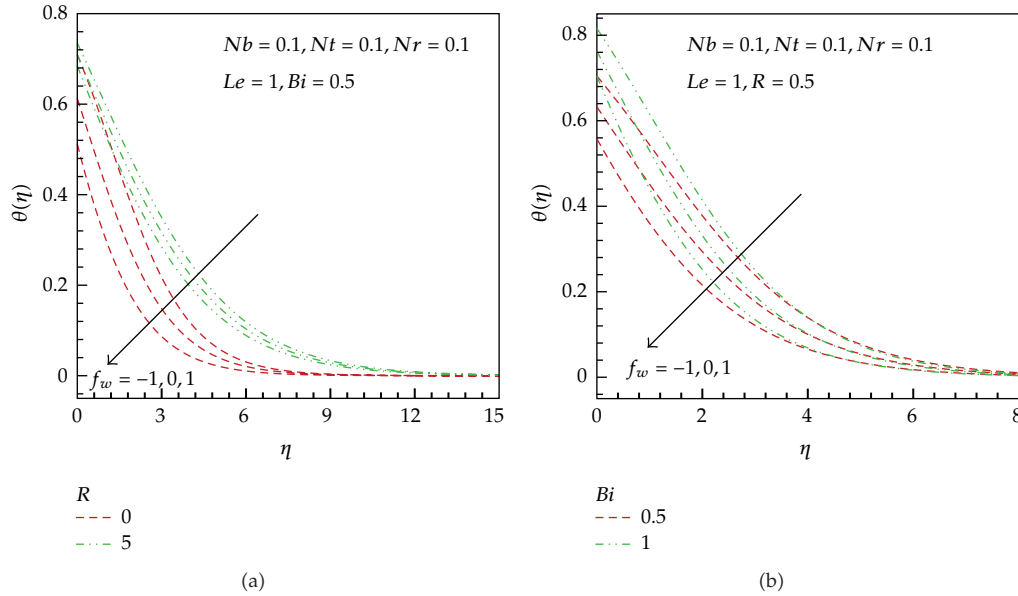 Nb = 0.1, Nt = 0.1, Nr = 0.1
Le = 1, Bi = 0.5
0.8
0.6
0.4
0.2
0
θ(η)
f_w = −1, 0, 1
0 3 6 9 12 15
η
R
0
5
(a)
Nb = 0.1, Nt = 0.1, Nr = 0.1
Le = 1, R = 0.5
0.8
0.6
0.4
0.2
0
θ(η)
f_w = −1, 0, 1
0 2 4 6 8
η
Bi
0.5
1
(b)